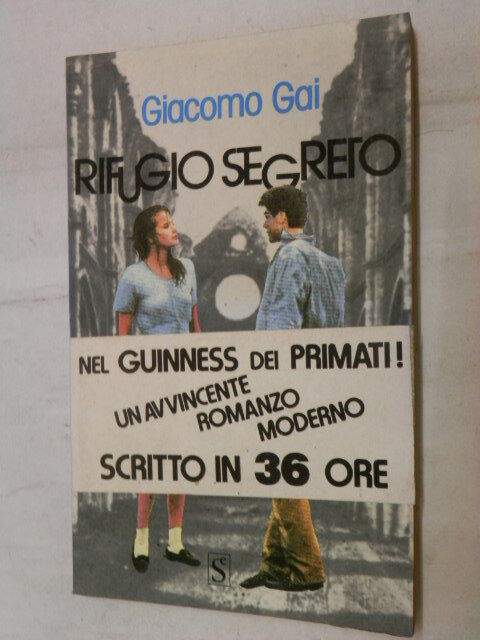 Giacomo Gai
RIFUGIO SEGRETO
NEL GUINNESS DEI PRIMATI!
UN AVVINCENTE
ROMANZO
MODERNO
SCRITTO IN 36 ORE
S